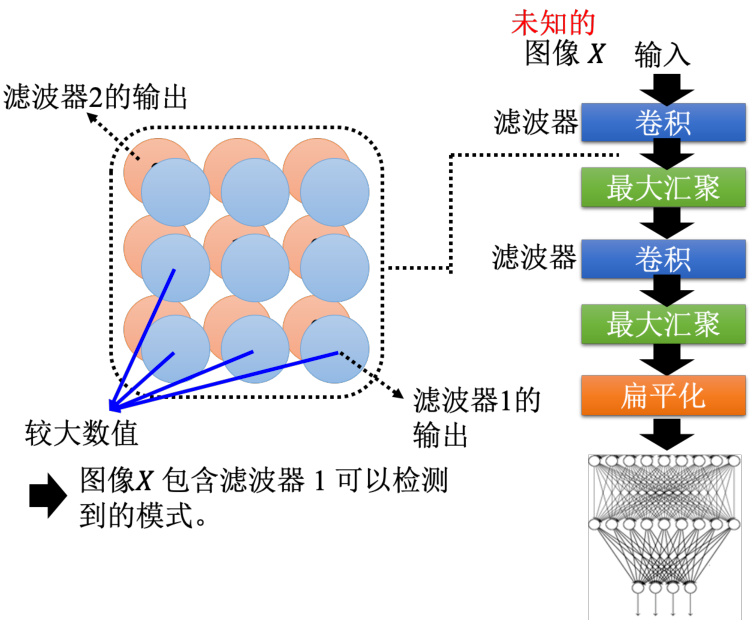 未知的
图像 X 输入
滤波器2的输出
滤波器
卷积
最大汇聚
滤波器
卷积
最大汇聚
扁平化
滤波器1的
输出
较大数值
图像X 包含滤波器 1 可以检测
到的模式。